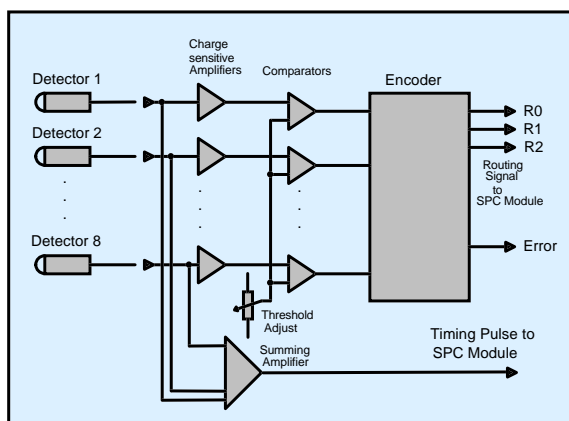 Charge
sensitive
Amplifiers
Comparators
Encoder
Detector 1
R0
R1
Detector 2
R2
Routing
Signal
to
SPC Module
. . .
. . .
. . .
Detector 8
Error
Threshold
Adjust
Timing Pulse to
SPC Module
Summing
Amplifier